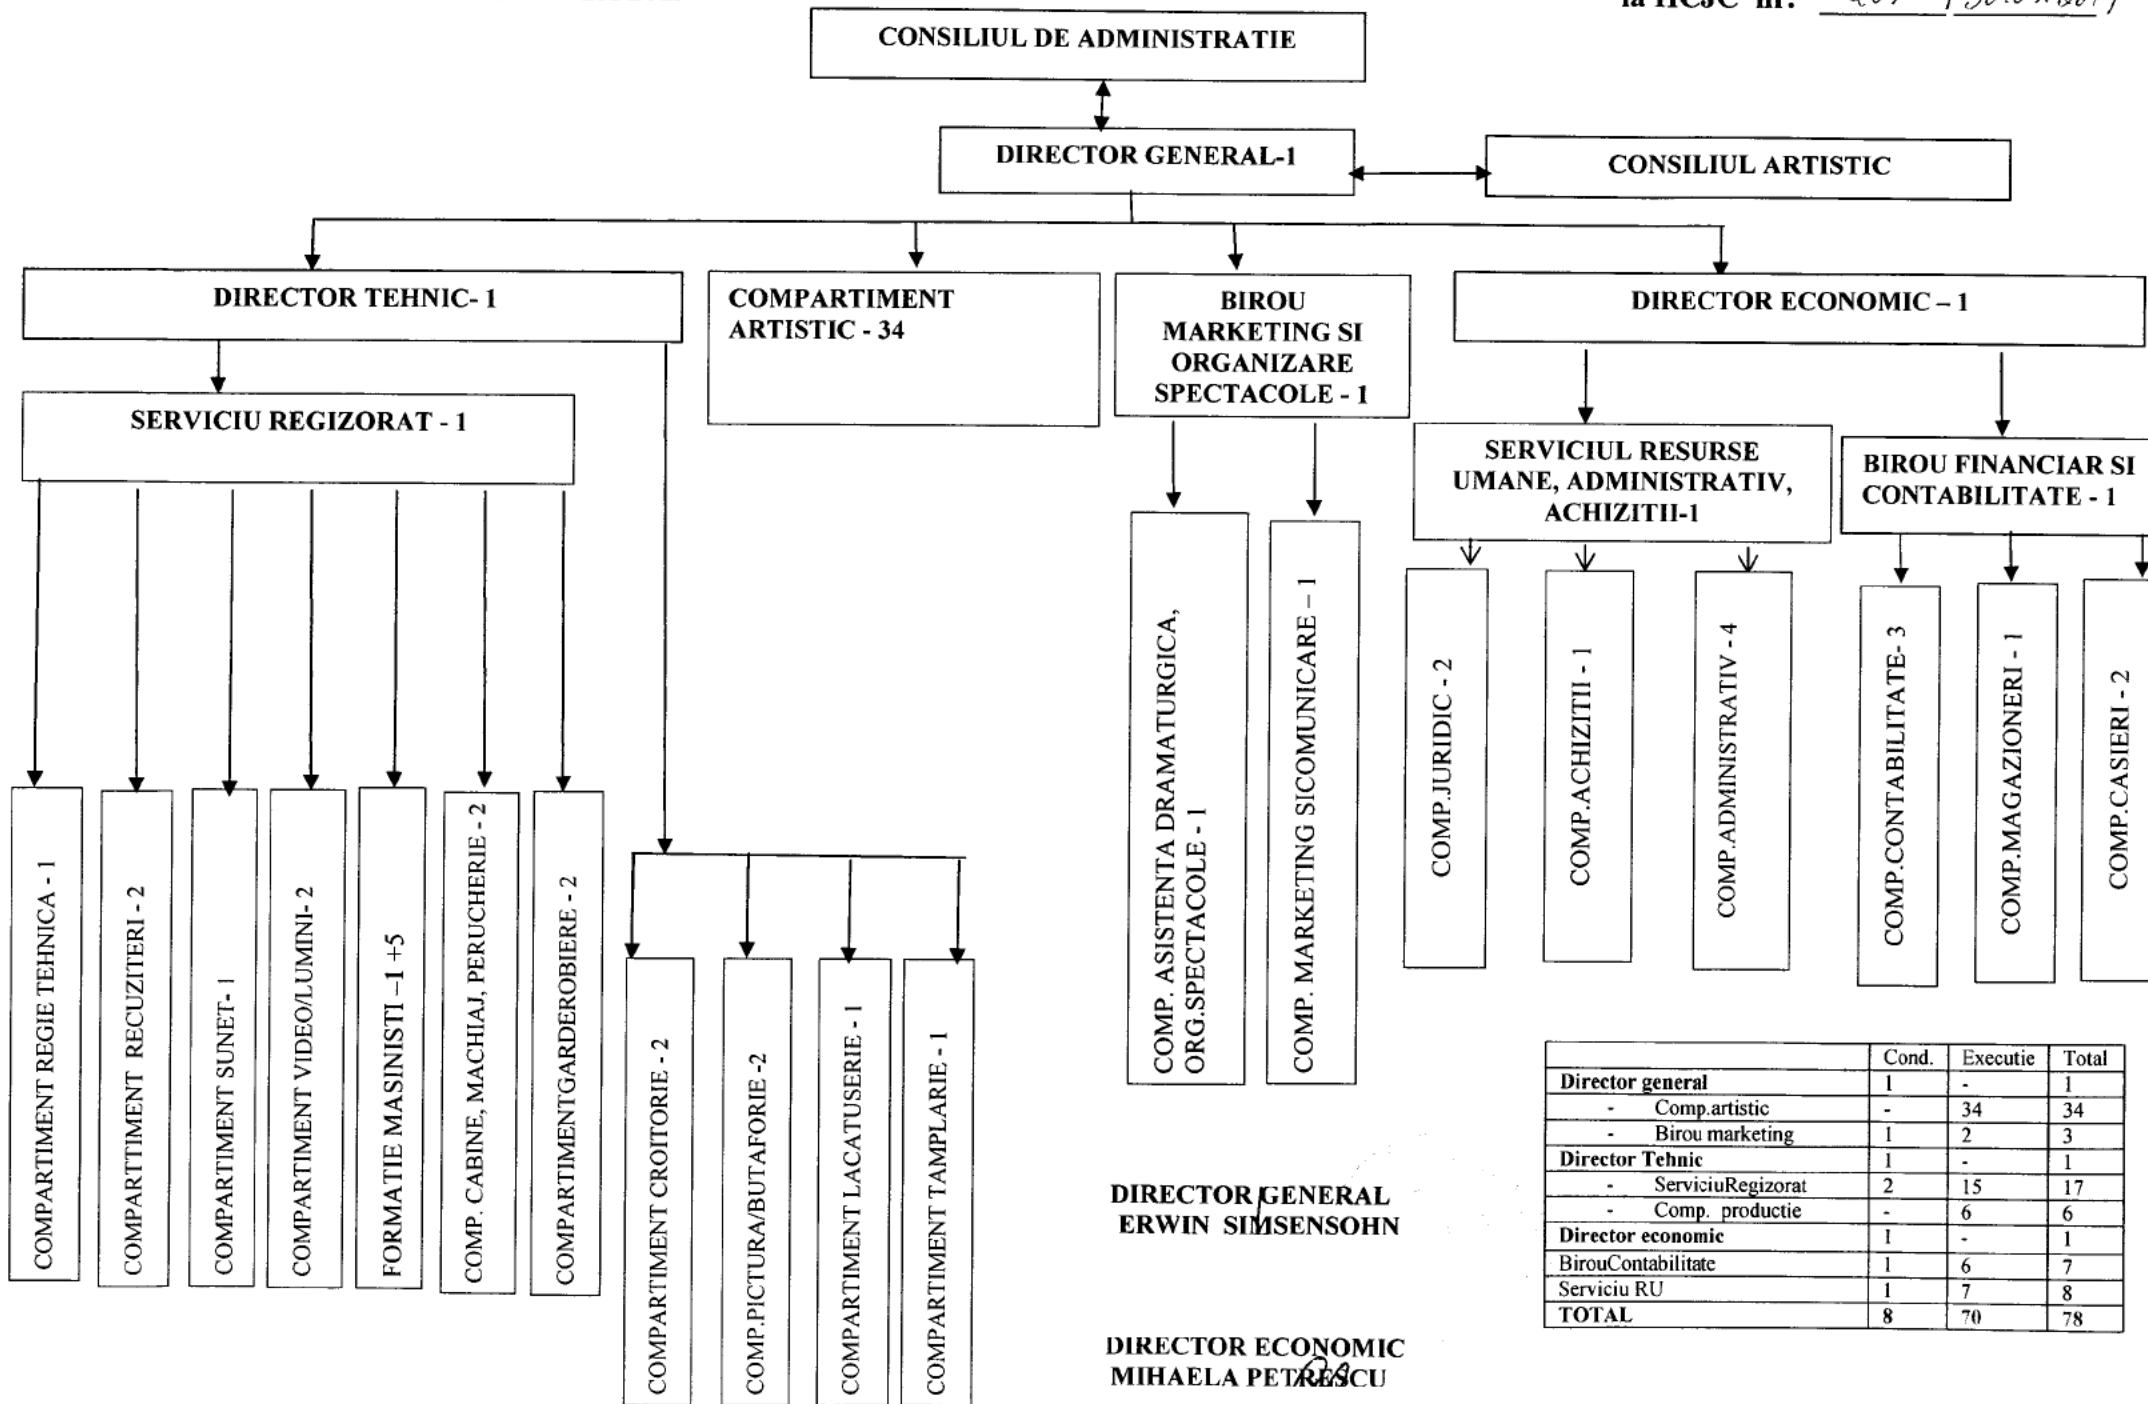 la HCJC nr.
CONSILIUL DE ADMINISTRATIE
DIRECTOR GENERAL-1
CONSILIUL ARTISTIC
DIRECTOR TEHNIC- 1
COMPARTIMENT
ARTISTIC - 34
BIROU
MARKETING SI
ORGANIZARE
SPECTACOLE - 1
DIRECTOR ECONOMIC – 1
SERVICIU REGIZORAT - 1
SERVICIUL RESURSE
UMANE, ADMINISTRATIV,
ACHIZITII-1
BIROU FINANCIAR SI
CONTABILITATE - 1
COMPARTIMENT REGIE TEHNICA - 1
COMPARTIMENT RECUZITERI - 2
COMPARTIMENT SUNET- 1
COMPARTIMENT VIDEO/LUMINI- 2
FORMATIE MASINISTI –1 +5
COMP. CABINE, MACHIAJ, PERUCHERIE - 2
COMPARTIMENTGARDEROBIERE - 2
COMPARTIMENT CROITORIE - 2
COMP.PICTURA/BUTAFORIE -2
COMPARTIMENT LACATUSERIE - 1
COMPARTIMENT TAMPLARIE - 1
COMP. ASISTENTA DRAMATURGICA,
ORG.SPECTACOLE - 1
COMP. MARKETING SICOMUNICARE – 1
COMP.JURIDIC - 2
COMP.ACHIZITII - 1
COMP.ADMINISTRATIV - 4
COMP.CONTABILITATE- 3
COMP.MAGAZIONERI - 1
COMP.CASIERI - 2
Cond. Executie Total
Director general 1 - 1
- Comp.artistic - 34 34
- Birou marketing 1 2 3
Director Tehnic 1 - 1
- ServiciuRegizorat 2 15 17
- Comp. productie - 6 6
Director economic 1 - 1
BirouContabilitate 1 6 7
Serviciu RU 1 7 8
TOTAL 8 70 78
DIRECTOR GENERAL
ERWIN SIMSENSOHN
DIRECTOR ECONOMIC
MIHAELA PETRESCU